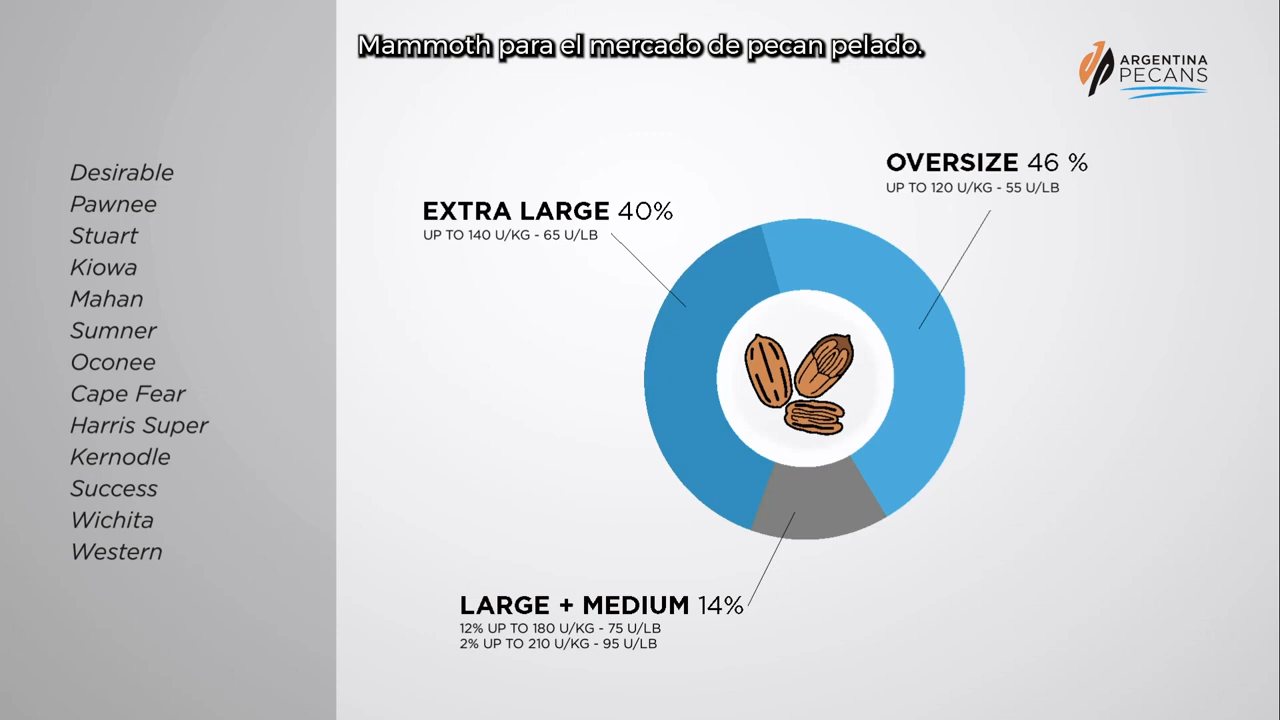 Mammoth para el mercado de pecan pelado.
ARGENTINA
PECANS
Desirable
Pawnee
Stuart
Kiowa
Mahan
Sumner
Oconee
Cape Fear
Harris Super
Kernodle
Success
Wichita
Western
EXTRA LARGE 40%
UP TO 140 U/KG - 65 U/LB
OVERSIZE 46 %
UP TO 120 U/KG - 55 U/LB
LARGE + MEDIUM 14%
12% UP TO 180 U/KG - 75 U/LB
2% UP TO 210 U/KG - 95 U/LB